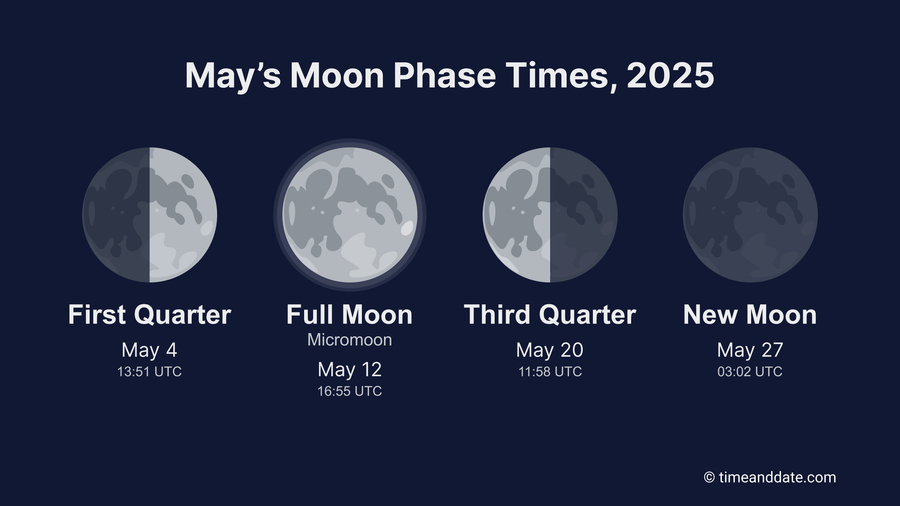 May’s Moon Phase Times, 2025
First Quarter
May 4
13:51 UTC
Full Moon
Micromoon
May 12
16:55 UTC
Third Quarter
May 20
11:58 UTC
New Moon
May 27
03:02 UTC
© timeanddate.com